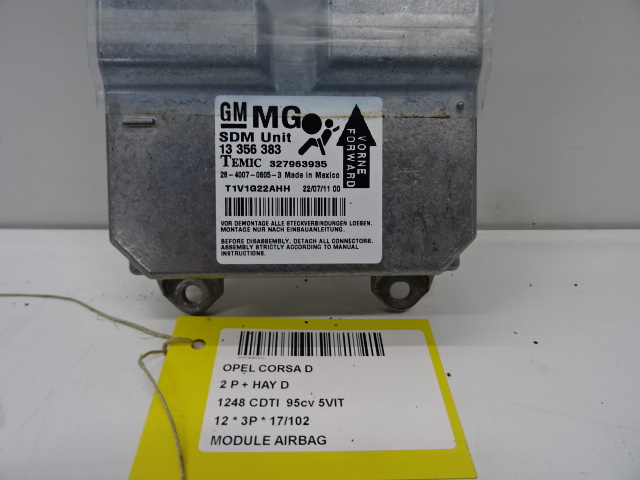 GM MG
SDM Unit
13 356 383
TEMIC 327963935
28-4007-0605-3 Made in Mexico
T1V1G22AHH 22/07/11 00
VORNE
FORWARD
VOR DEMONTAGE ALLE STECKVERBINDUNGEN LOESEN.
MONTAGE NUR NACH EINBAUANLEITUNG.
BEFORE DISASSEMBLY, DETACH ALL CONNECTORS.
ASSEMBLY STRICTLY ACCORDING TO MANUAL
INSTRUCTIONS.
OPEL CORSA D
2 P + HAY D
1248 CDTI 95cv 5VIT
12 * 3P * 17/102
MODULE AIRBAG